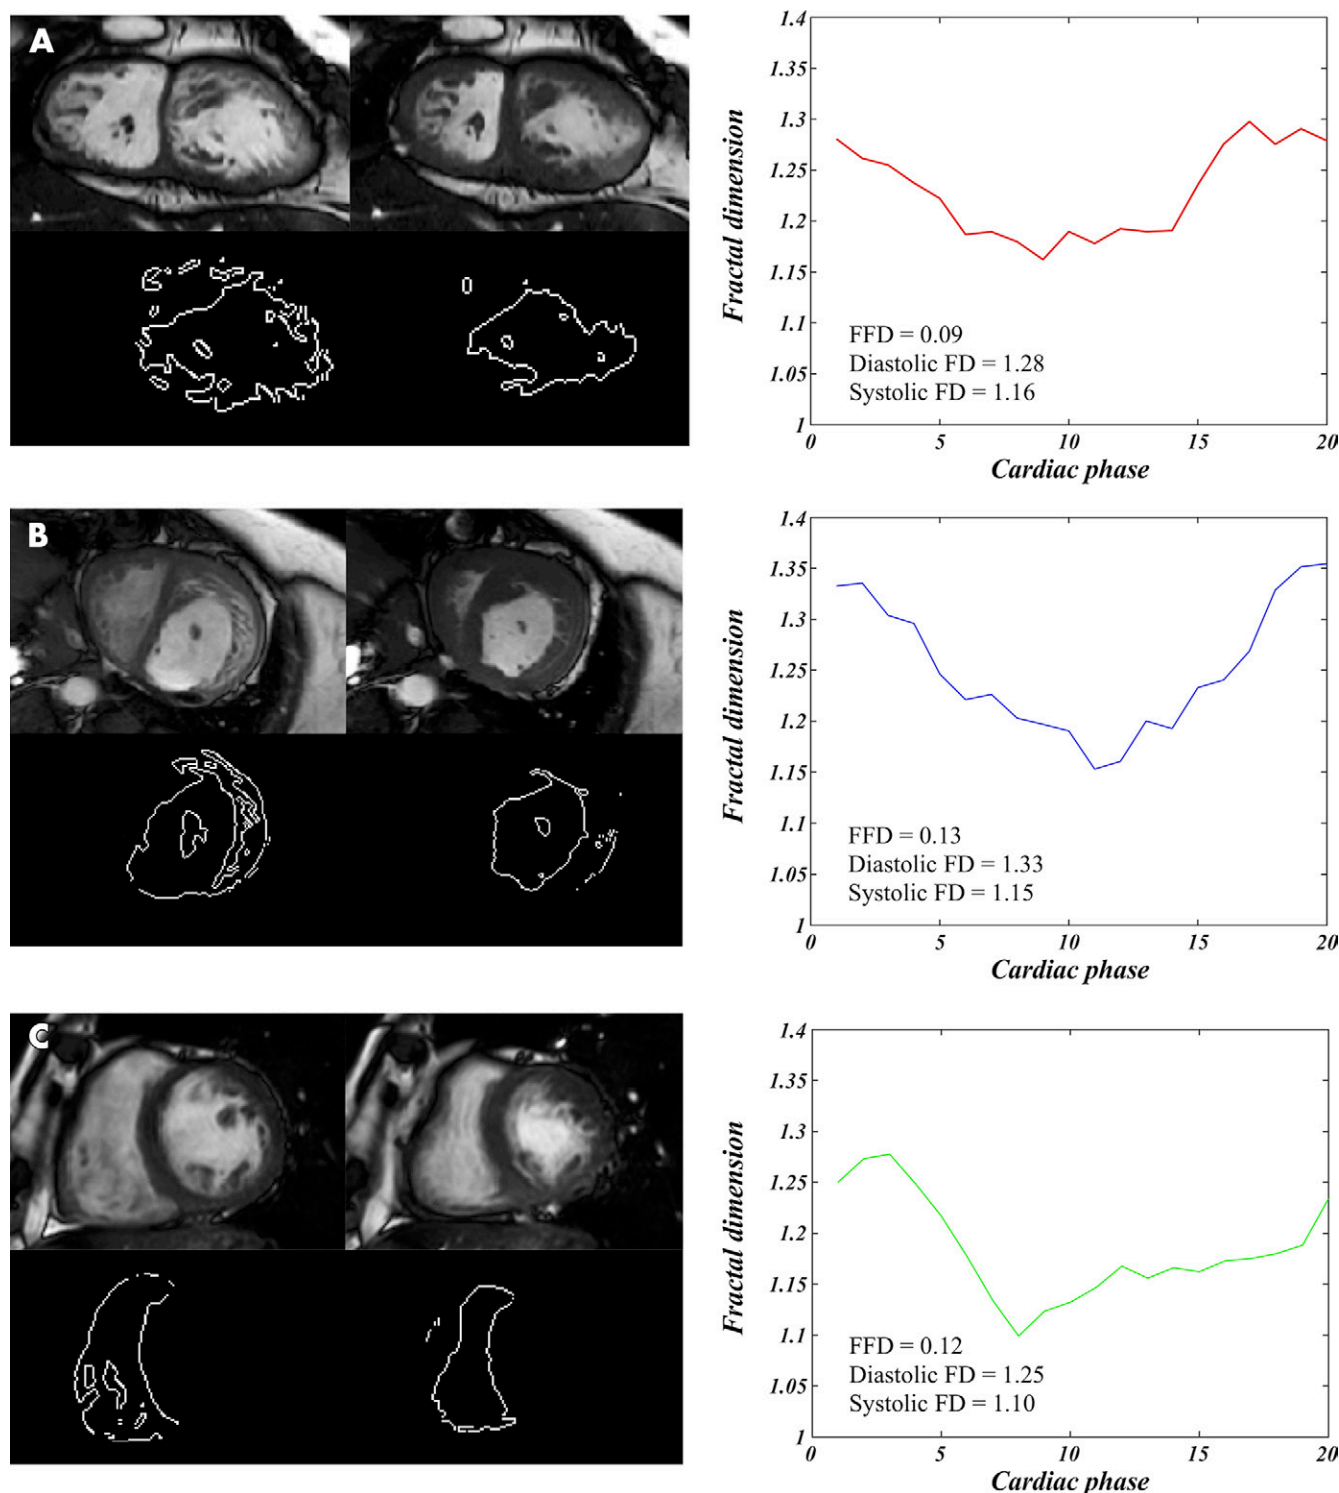 A
1.4
1.35
1.3
1.25
1.2
1.15
1.1
1.05
1
Fractal dimension
FFD = 0.09
Diastolic FD = 1.28
Systolic FD = 1.16
0 5 10 15 20
Cardiac phase
B
1.4
1.35
1.3
1.25
1.2
1.15
1.1
1.05
1
Fractal dimension
FFD = 0.13
Diastolic FD = 1.33
Systolic FD = 1.15
0 5 10 15 20
Cardiac phase
C
1.4
1.35
1.3
1.25
1.2
1.15
1.1
1.05
1
Fractal dimension
FFD = 0.12
Diastolic FD = 1.25
Systolic FD = 1.10
0 5 10 15 20
Cardiac phase